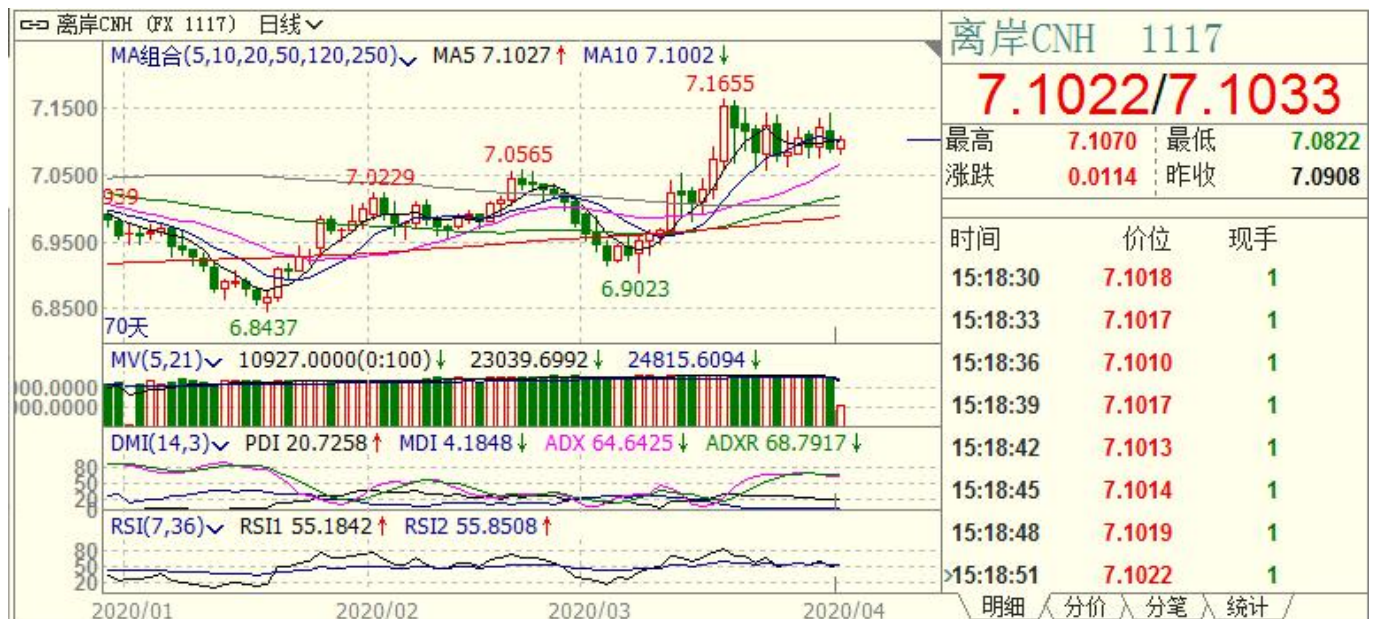 离岸CNH (FX 1117) 日线
MA组合(5,10,20,50,120,250) MA5 7.1027↑ MA10 7.1002↓
7.1655
7.1500
7.0565
7.0500
7.0229
939
6.9500
6.9023
6.8500
70天
6.8437
MV(5,21) 10927.0000(0:100)↓ 23039.6992↓ 24815.6094↓
000.0000
000.0000
DMI(14,3) PDI 20.7258↑ MDI 4.1848↓ ADX 64.6425↓ ADXR 68.7917↓
80
50
20
RSI(7,36) RSI1 55.1842↑ RSI2 55.8508↑
80
50
20
2020/01 2020/02 2020/03 2020/04
离岸CNH 1117
7.1022/7.1033
最高 7.1070 最低 7.0822
涨跌 0.0114 昨收 7.0908
时间 价位 现手
15:18:30 7.1018 1
15:18:33 7.1017 1
15:18:36 7.1010 1
15:18:39 7.1017 1
15:18:42 7.1013 1
15:18:45 7.1014 1
15:18:48 7.1019 1
>15:18:51 7.1022 1
明细 分价 分笔 统计